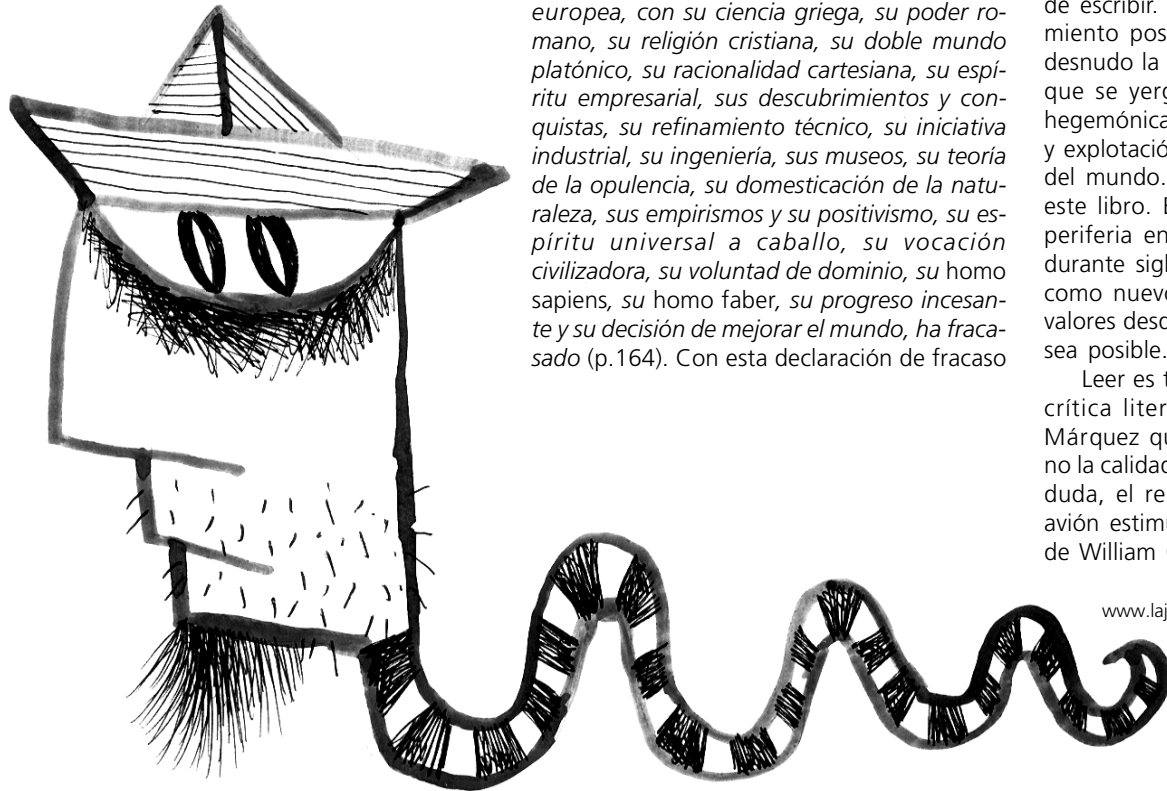 europea, con su ciencia griega, su poder ro-
mano, su religión cristiana, su doble mundo
platónico, su racionalidad cartesiana, su espí-
ritu empresarial, sus descubrimientos y con-
quistas, su refinamiento técnico, su iniciativa
industrial, su ingeniería, sus museos, su teoría
de la opulencia, su domesticación de la natu-
raleza, sus empirismos y su positivismo, su es-
píritu universal a caballo, su vocación
civilizadora, su voluntad de dominio, su homo
sapiens, su homo faber, su progreso incesan-
te y su decisión de mejorar el mundo, ha fraca-
sado (p.164). Con esta declaración de fracaso
de escribir.
miento pos
desnudo la
que se yerg
hegemónica
y explotació
del mundo.
este libro. E
periferia en
durante sigl
como nuevo
valores desc
sea posible.
Leer es t
crítica liter
Márquez qu
no la calidad
duda, el re
avión estimu
de William
www.laj